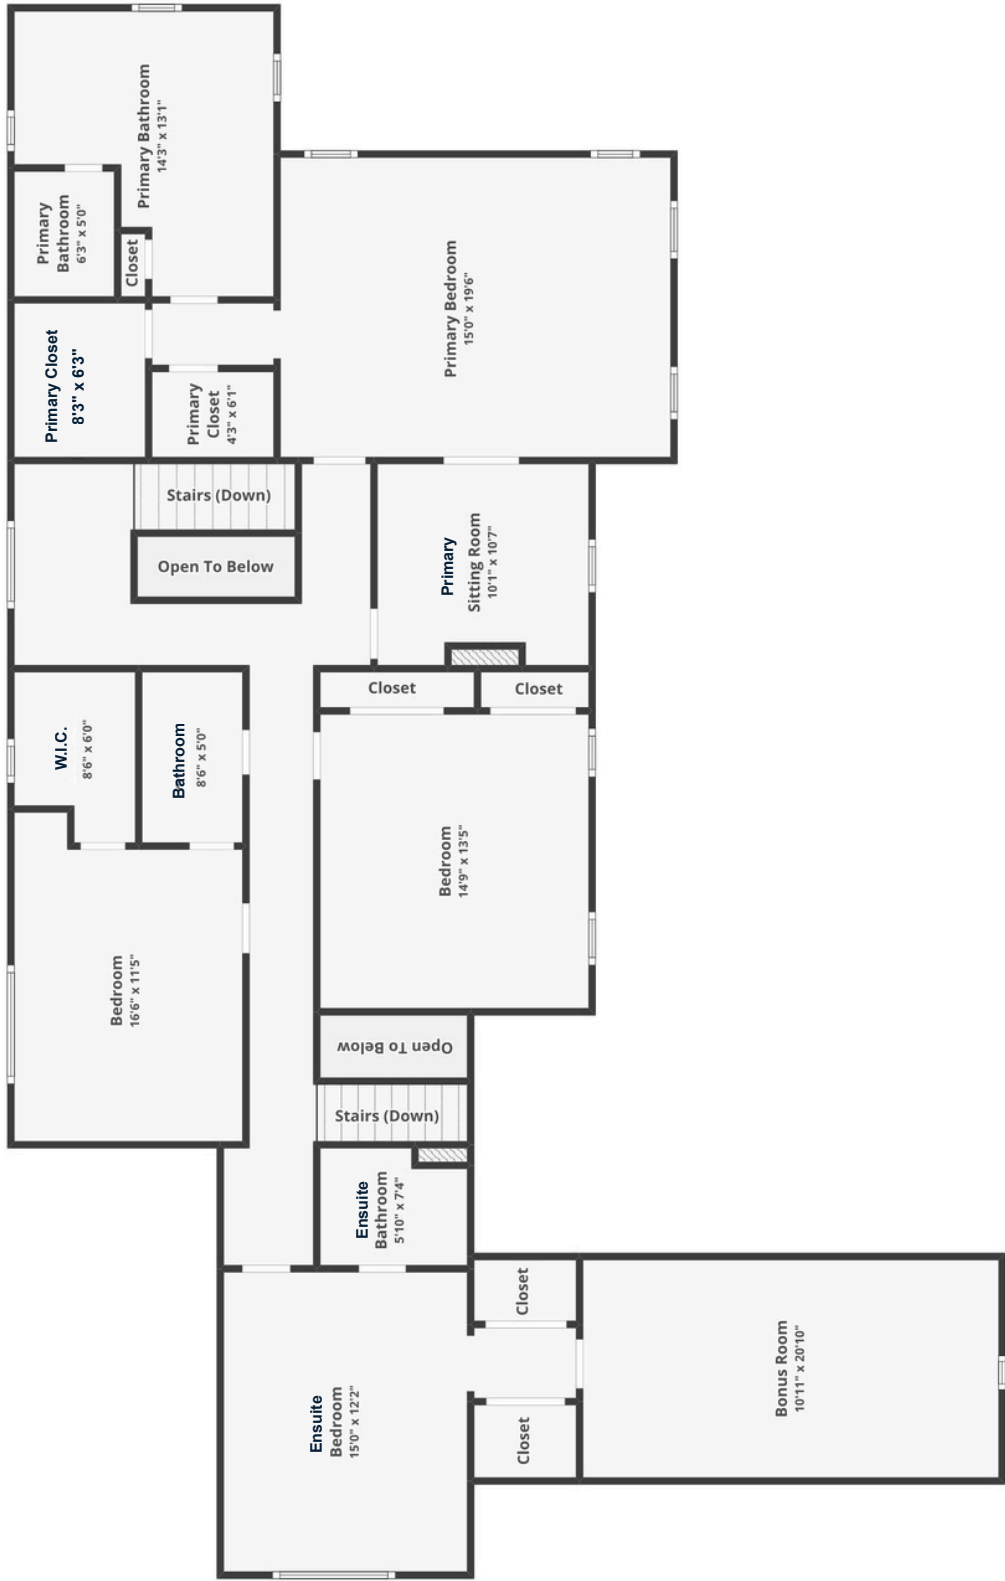 Primary Bathroom
14'3" x 13'1"
Primary
Bathroom
6'3" x 5'0"
Closet
Primary Bedroom
15'0" x 19'6"
Primary Closet
8'3" x 6'3"
Primary
Closet
4'3" x 6'1"
Stairs (Down)
Open To Below
Primary
Sitting Room
10'1" x 10'7"
Closet
Closet
W.I.C.
8'6" x 6'0"
Bathroom
8'6" x 5'0"
Bedroom
14'9" x 13'5"
Bedroom
16'6" x 11'5"
Open To Below
Stairs (Down)
Ensuite
Bathroom
5'10" x 7'4"
Closet
Bonus Room
10'11" x 20'10"
Ensuite
Bedroom
15'0" x 12'2"
Closet